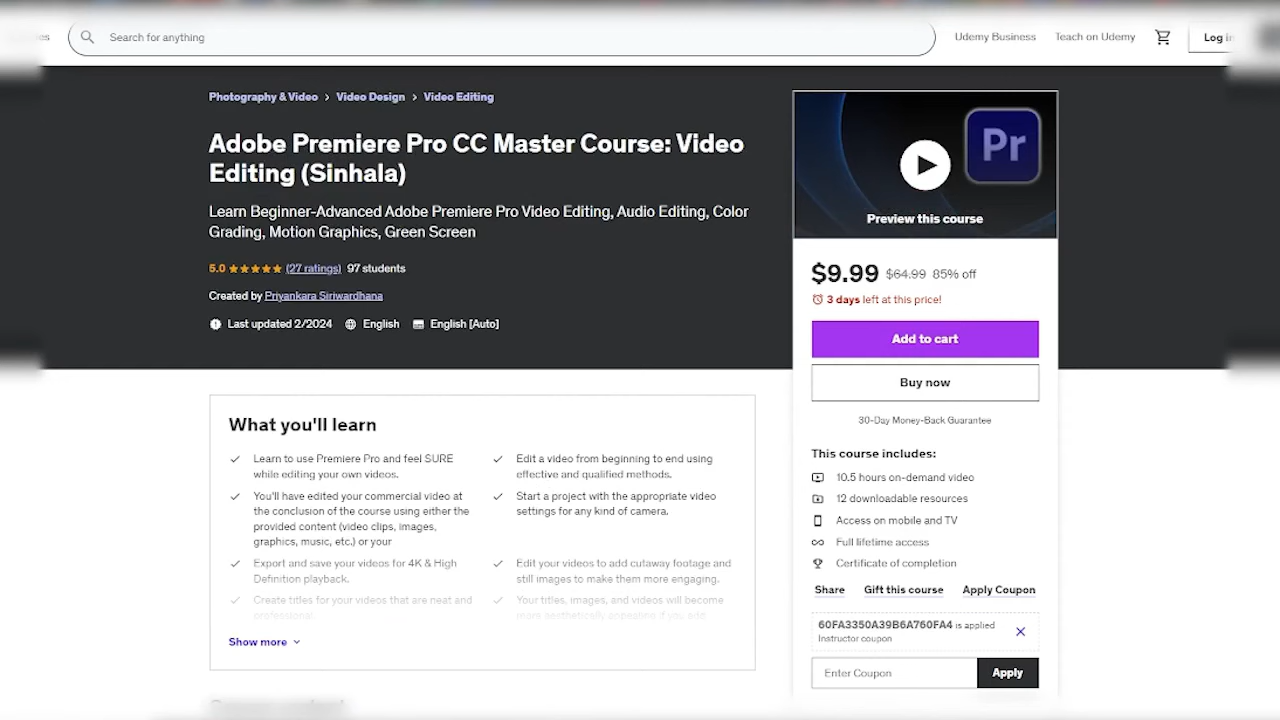 Search for anything
Udemy Business
Teach on Udemy
Log in
Photography & Video
Video Design
Video Editing
Adobe Premiere Pro CC Master Course: Video
Editing (Sinhala)
Learn Beginner-Advanced Adobe Premiere Pro Video Editing, Audio Editing, Color
Grading, Motion Graphics, Green Screen
5.0 (27 ratings) 97 students
Created by Priyankara Siriwardhana
Last updated 2/2024 English English [Auto]
What you'll learn
Learn to use Premiere Pro and feel SURE
while editing your own videos.
Edit a video from beginning to end using
effective and qualified methods.
You'll have edited your commercial video at
the conclusion of the course using either the
provided content (video clips, images,
graphics, music, etc.) or your
Start a project with the appropriate video
settings for any kind of camera.
Export and save your videos for 4K & High
Definition playback.
Edit your videos to add cutaway footage and
still images to make them more engaging.
Create titles for your videos that are neat and
professional.
Your titles, images, and videos will become
more aesthetically appealing if you add
Show more
Pr
Preview this course
$9.99 $64.99 85% off
3 days left at this price!
Add to cart
Buy now
30-Day Money-Back Guarantee
This course includes:
10.5 hours on-demand video
12 downloadable resources
Access on mobile and TV
Full lifetime access
Certificate of completion
Share
Gift this course
Apply Coupon
60FA3350A39B6A760FA4 is applied
Instructor coupon
Enter Coupon
Apply